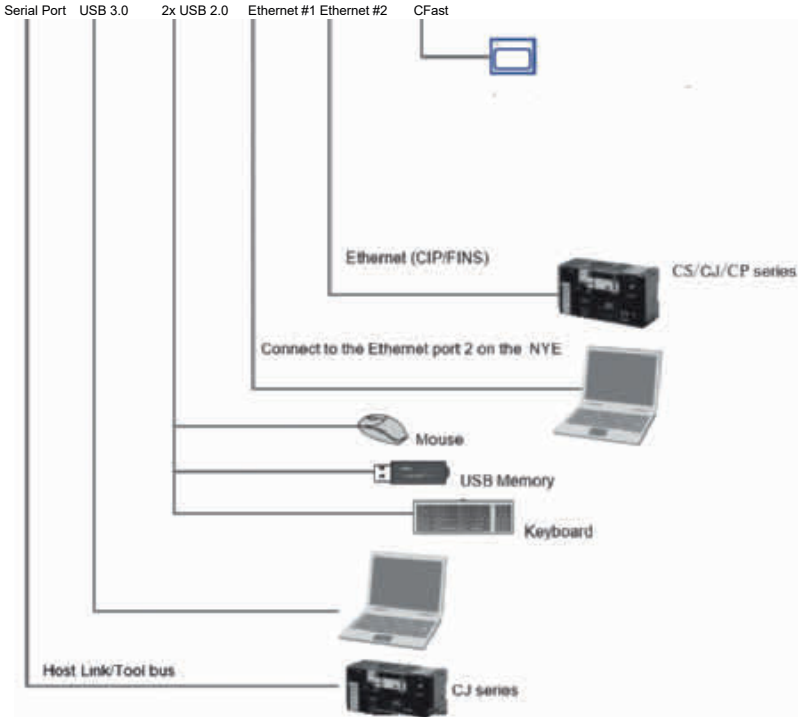 Serial Port USB 3.0 2x USB 2.0 Ethernet #1 Ethernet #2 CFast
Ethernet (CIP/FINS)
CS/CJ/CP series
Connect to the Ethernet port 2 on the NYE
Mouse
USB Memory
Keyboard
Host Link/Tool bus
CJ series